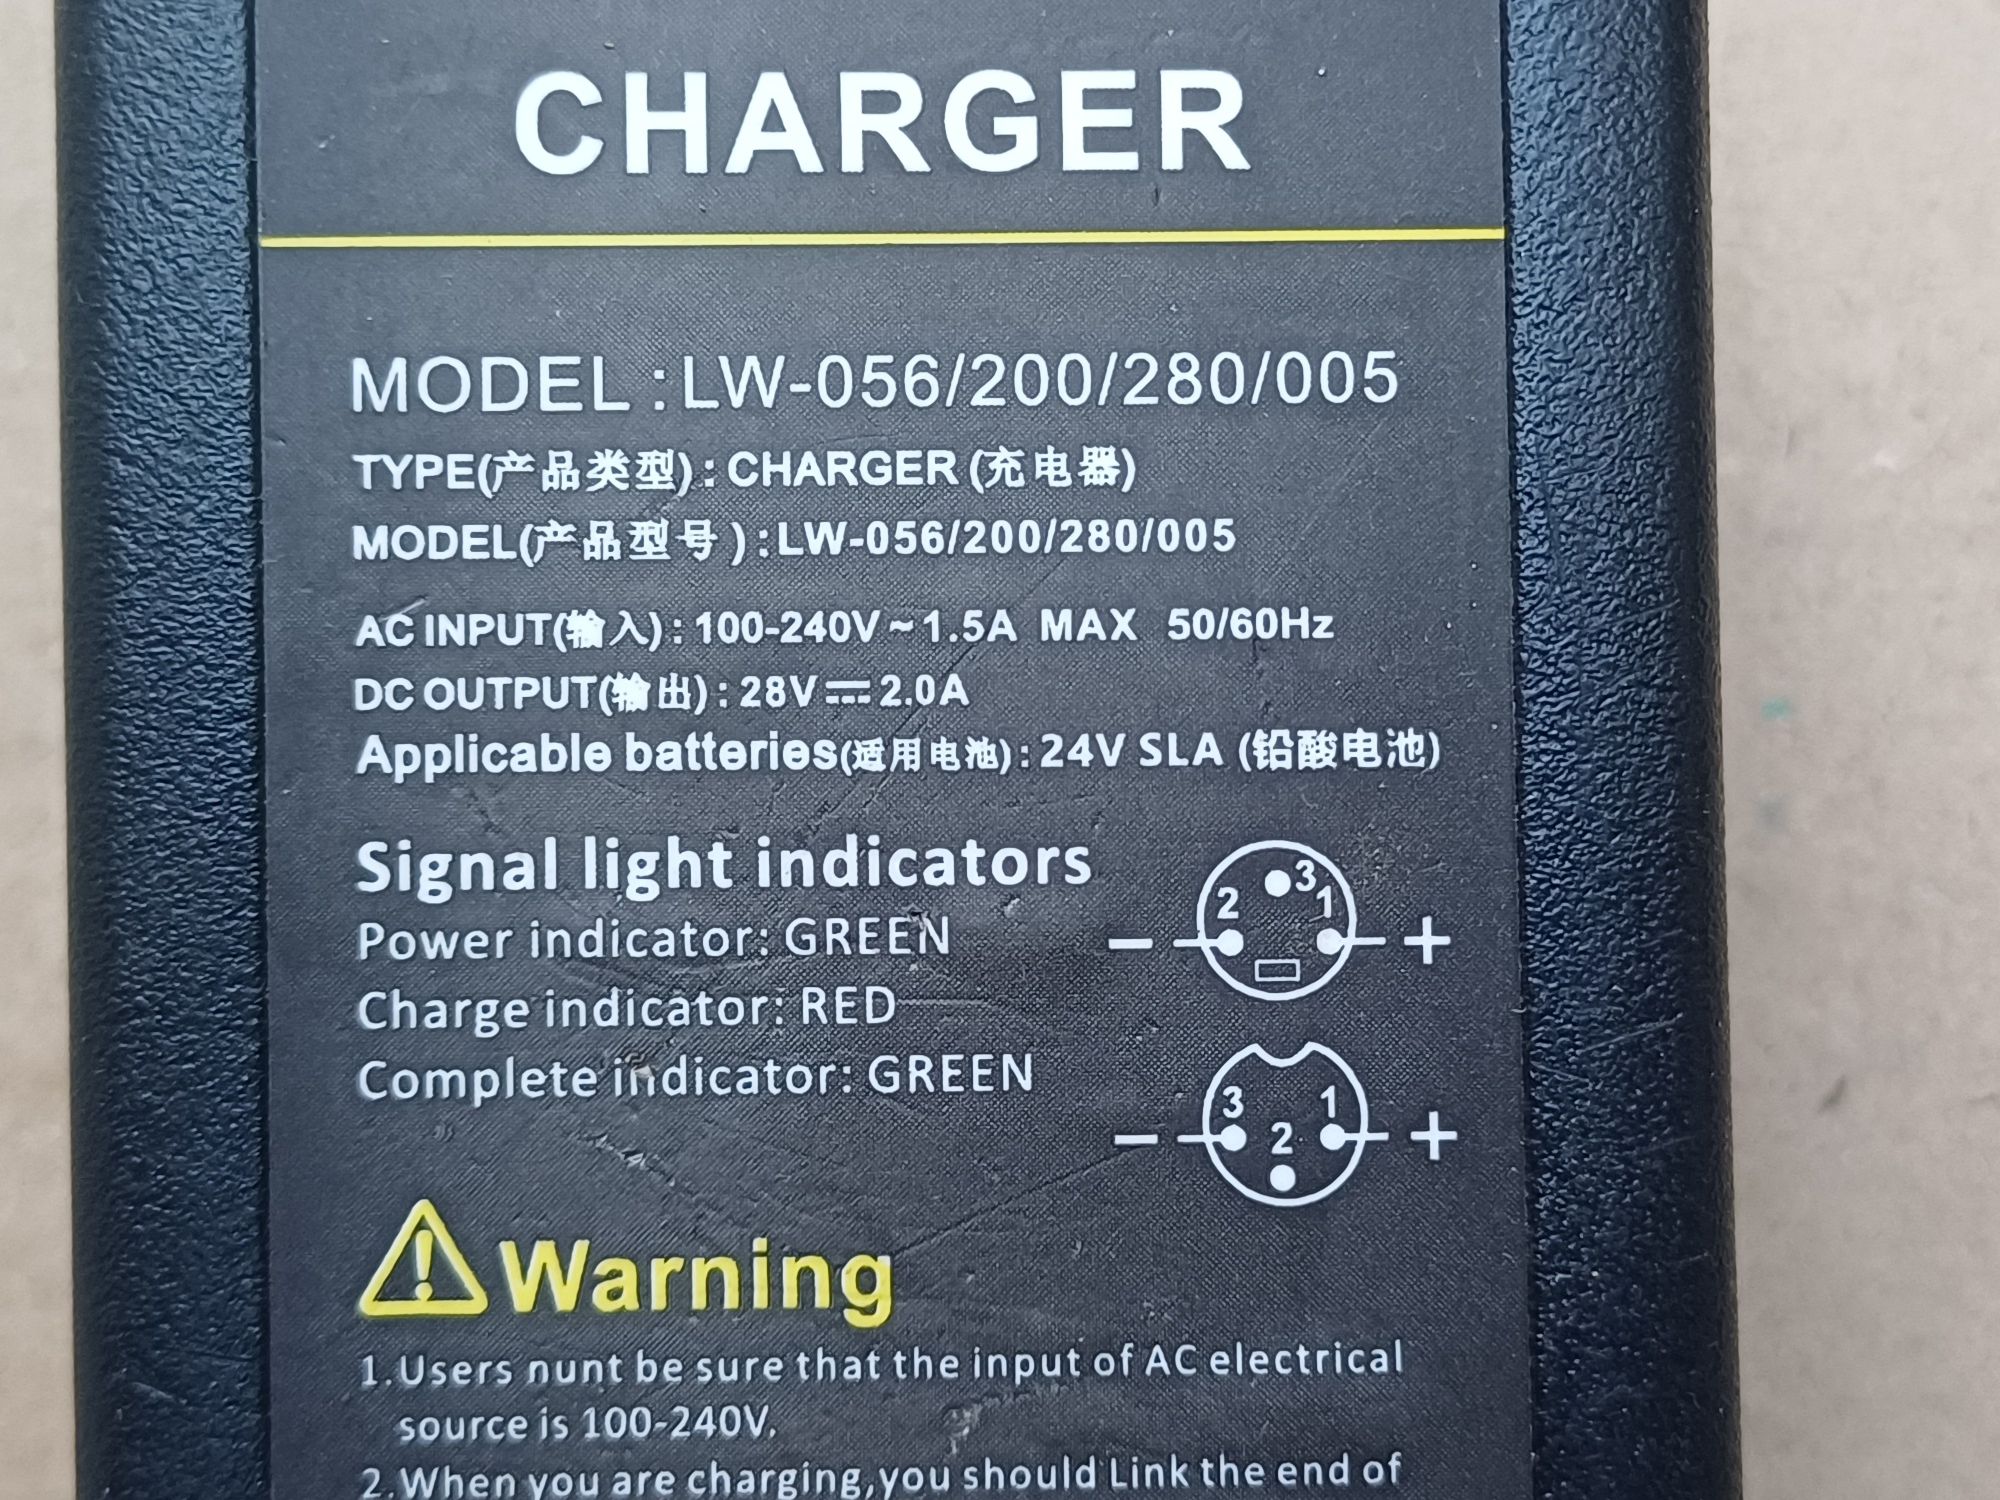 CHARGER
MODEL :LW-056/200/280/005
TYPE(产品类型) : CHARGER (充电器)
MODEL(产品型号 ) :LW-056/200/280/005
AC INPUT(输入) : 100-240V ~ 1.5A MAX 50/60Hz
DC OUTPUT(输出) : 28V ⎓ 2.0A
Applicable batteries(适用电池) : 24V SLA (铅酸电池)
Signal light indicators
Power indicator: GREEN
Charge indicator: RED
Complete indicator: GREEN
3
2 1
− +
3 1
2
− +
Warning
1.Users nunt be sure that the input of AC electrical
source is 100-240V.
2.When you are charging,you should Link the end of